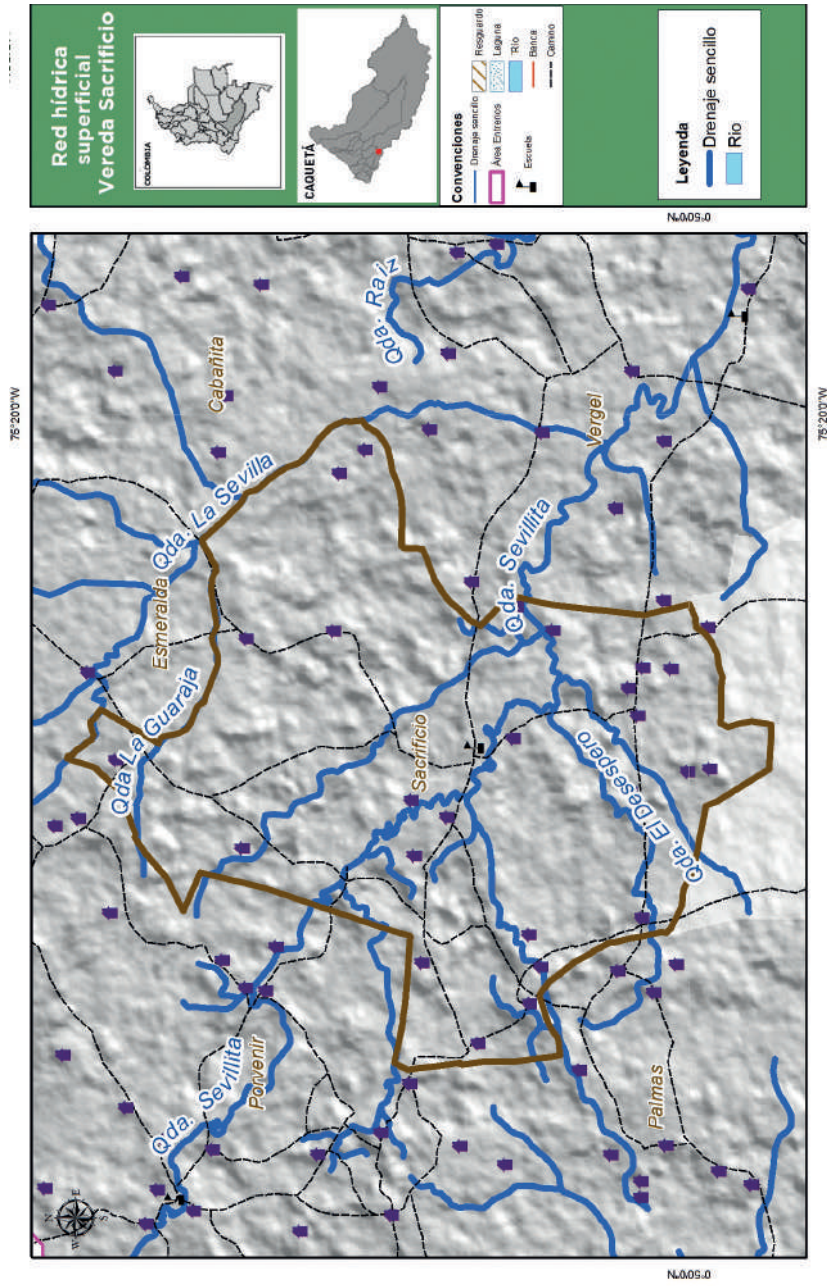 Red hídrica
superficial
Vereda Sacrificio
COLOMBIA
CAQUETÁ
Convenciones
Drenaje sencillo
Área Entreríos
Escuela
Resguardo
Laguna
Río
Banca
Camino
Leyenda
Drenaje sencillo
Río
75°20'0"W
75°20'0"W
0°50'0"N
0°50'0"N
Cabañita
Qda. Raíz
Qda. La Sevilla
Esmeralda
Qda La Guaraja
Vergel
Qda. Sevillita
Sacrificio
Qda. El Desespero
Qda. Sevillita
Porvenir
Palmas
N
E
S
W